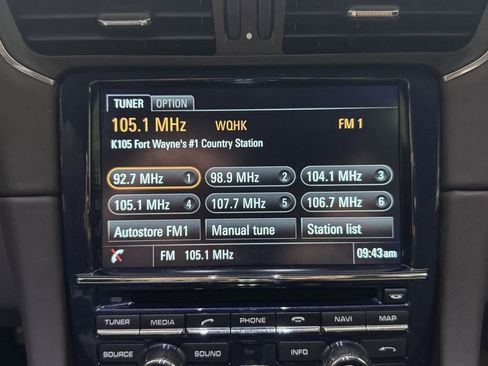 TUNER OPTION
105.1 MHz WQHK FM 1
K105 Fort Wayne's #1 Country Station
92.7 MHz 1 98.9 MHz 2 104.1 MHz 3
105.1 MHz 4 107.7 MHz 5 106.7 MHz 6
Autostore FM1 Manual tune Station list
FM 105.1 MHz 09:43am
TUNER MEDIA PHONE NAVI MAP
SOURCE SOUND INFO